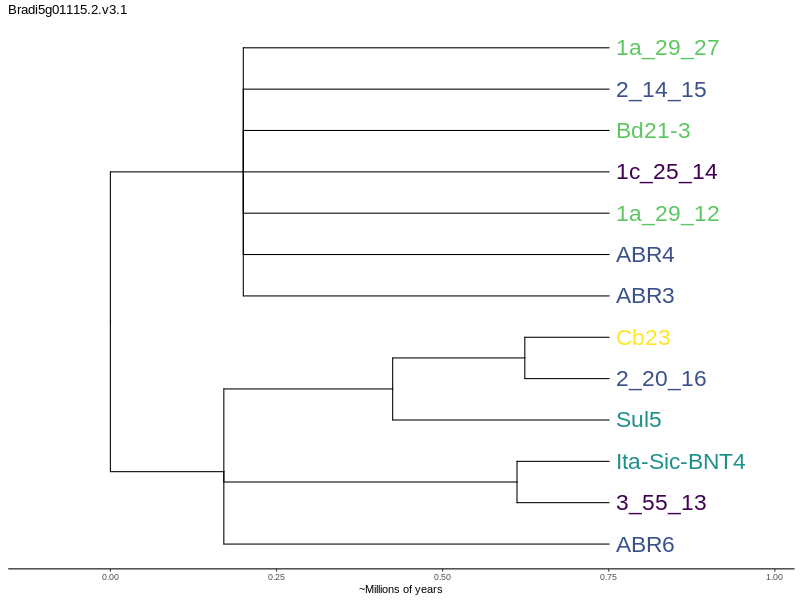 Bradi5g01115.2.v3.1
1a_29_27
2_14_15
Bd21-3
1c_25_14
1a_29_12
ABR4
ABR3
Cb23
2_20_16
Sul5
Ita-Sic-BNT4
3_55_13
ABR6
0.00 0.25 0.50 0.75 1.00
~Millions of years